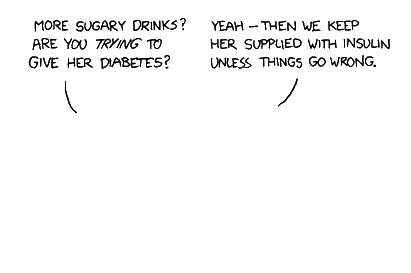 MORE SUGARY DRINKS?
ARE YOU TRYING TO
GIVE HER DIABETES?
YEAH – THEN WE KEEP
HER SUPPLIED WITH INSULIN
UNLESS THINGS GO WRONG.